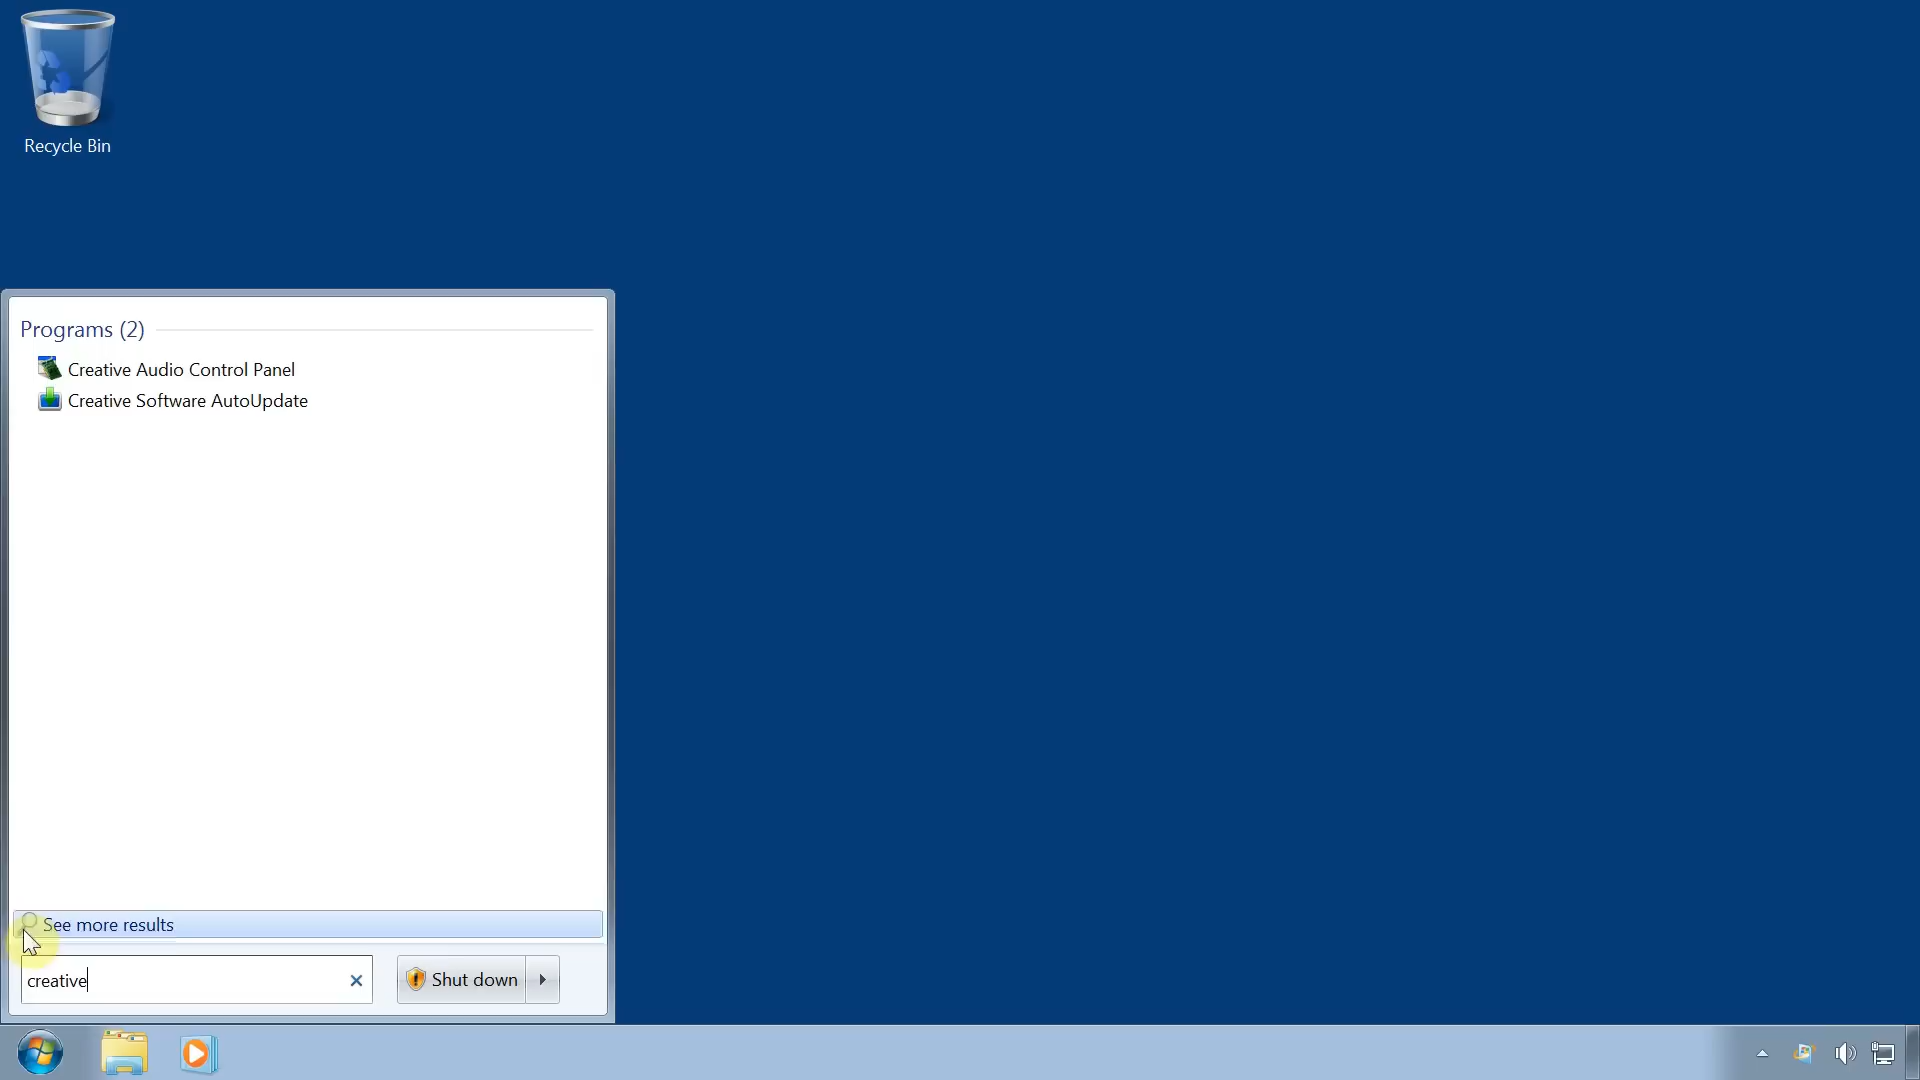 Recycle Bin
Programs (2)
Creative Audio Control Panel
Creative Software AutoUpdate
See more results
creative
Shut down